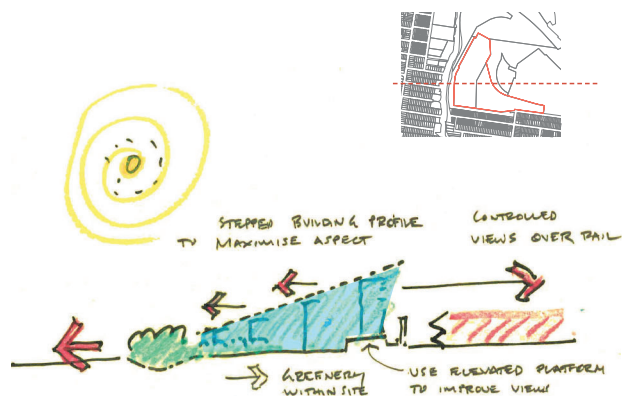 STEPPED BUILDING PROFILE
TO MAXIMISE ASPECT
CONTROLLED
VIEWS OVER RAIL
GREENERY
WITHIN SITE
USE ELEVATED PLATFORM
TO IMPROVE VIEWS